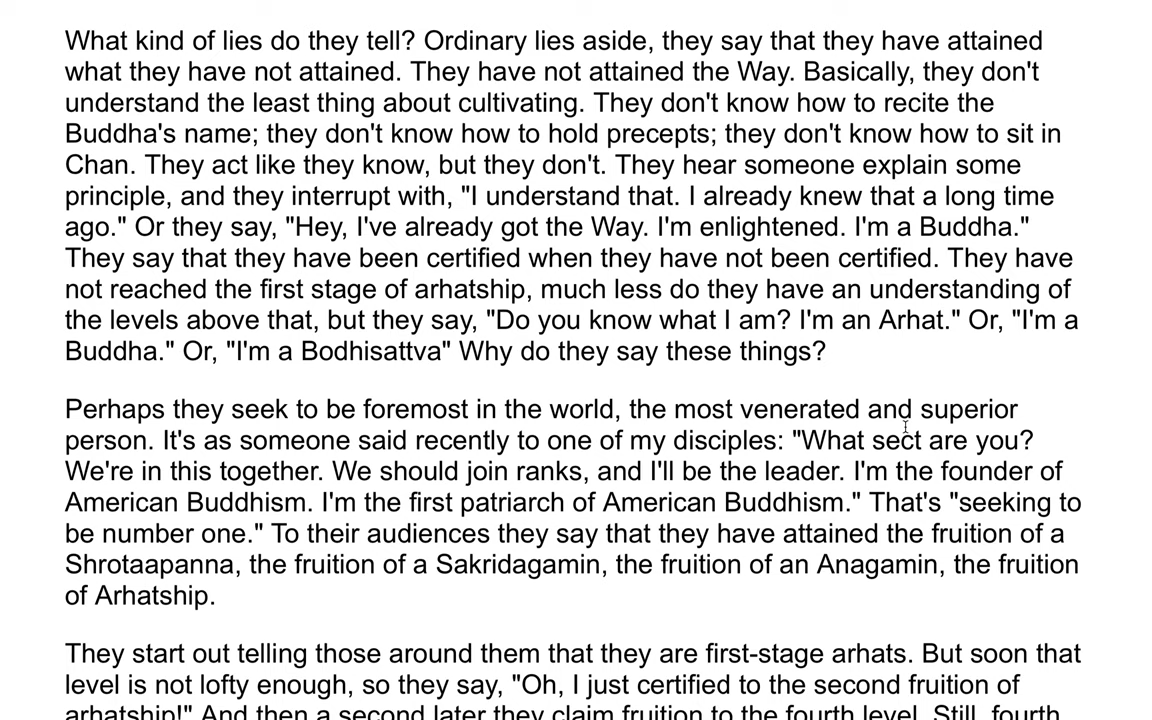 What kind of lies do they tell? Ordinary lies aside, they say that they have attained
what they have not attained. They have not attained the Way. Basically, they don't
understand the least thing about cultivating. They don't know how to recite the
Buddha's name; they don't know how to hold precepts; they don't know how to sit in
Chan. They act like they know, but they don't. They hear someone explain some
principle, and they interrupt with, "I understand that. I already knew that a long time
ago." Or they say, "Hey, I've already got the Way. I'm enlightened. I'm a Buddha."
They say that they have been certified when they have not been certified. They have
not reached the first stage of arhatship, much less do they have an understanding of
the levels above that, but they say, "Do you know what I am? I'm an Arhat." Or, "I'm a
Buddha." Or, "I'm a Bodhisattva" Why do they say these things?
Perhaps they seek to be foremost in the world, the most venerated and superior
person. It's as someone said recently to one of my disciples: "What sect are you?
We're in this together. We should join ranks, and I'll be the leader. I'm the founder of
American Buddhism. I'm the first patriarch of American Buddhism." That's "seeking to
be number one." To their audiences they say that they have attained the fruition of a
Shrotaapanna, the fruition of a Sakridagamin, the fruition of an Anagamin, the fruition
of Arhatship.
They start out telling those around them that they are first-stage arhats. But soon that
level is not lofty enough, so they say, "Oh, I just certified to the second fruition of
arhatship!" And then a second later they claim fruition to the fourth level. Still, fourth